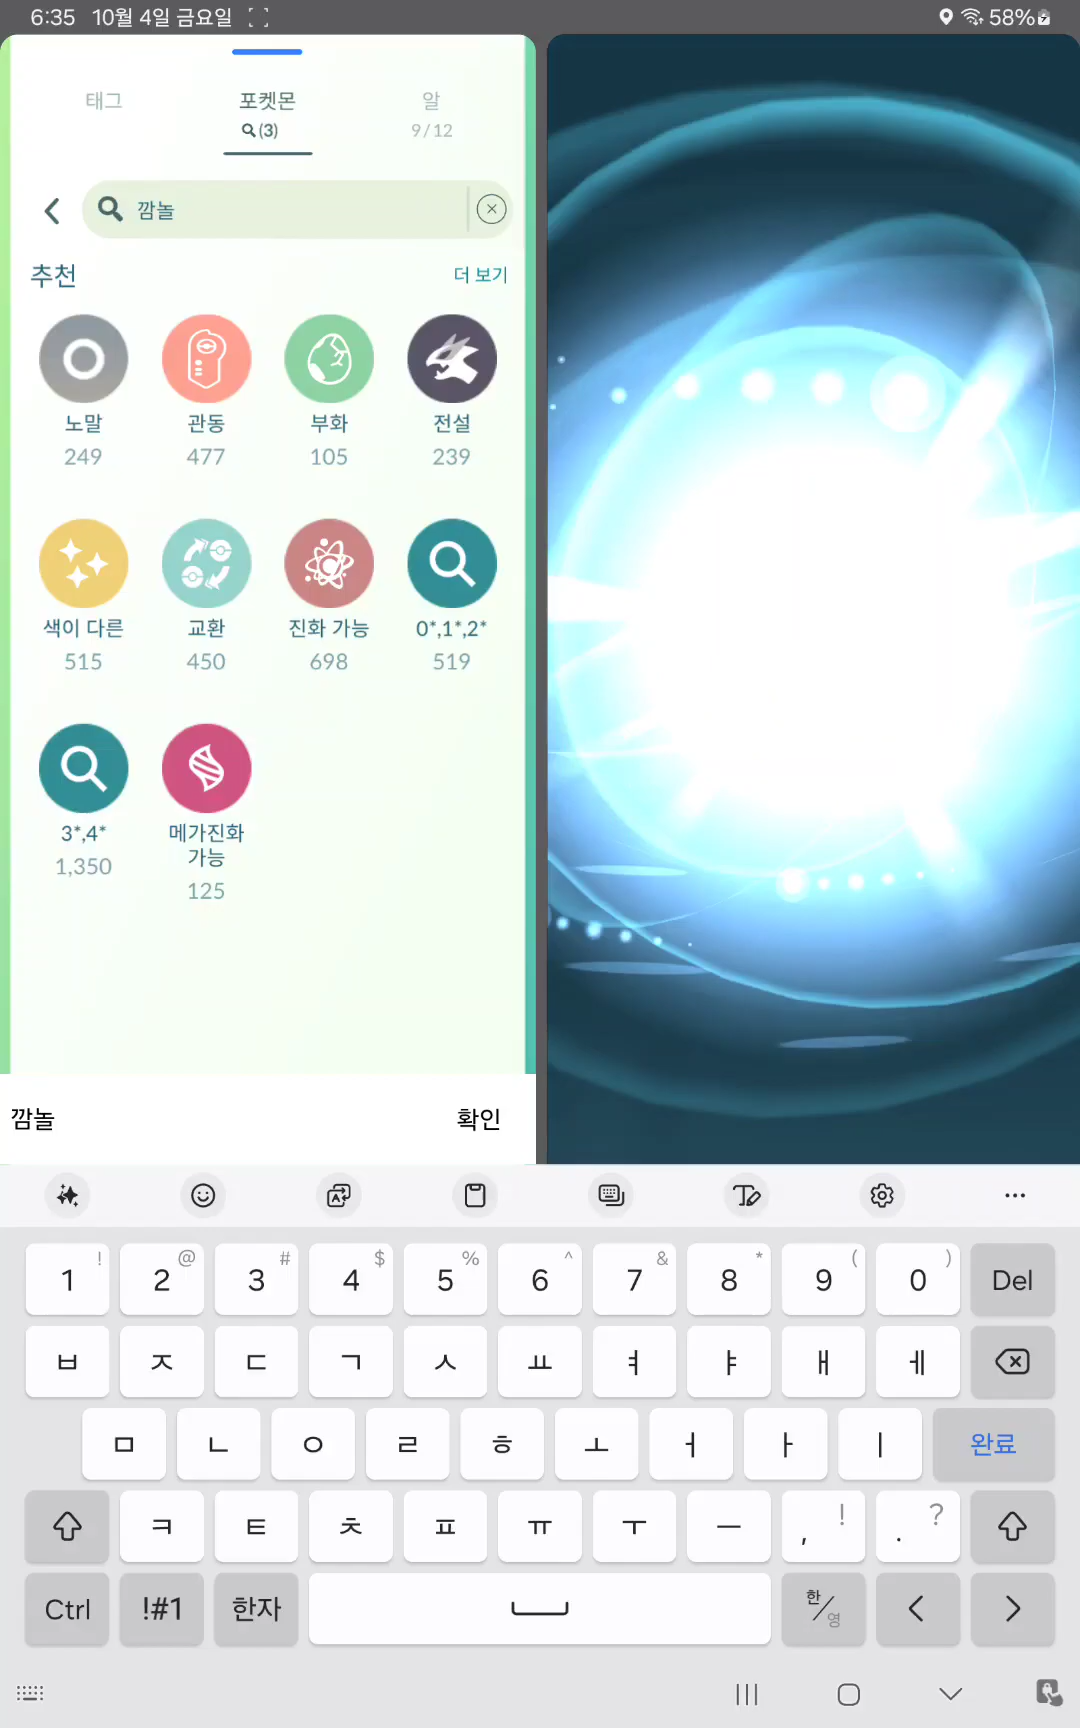 6:35 10월 4일 금요일
58%
태그
포켓몬
(3)
알
9/12
깜놀
추천
더 보기
노말
249
관동
477
부화
105
전설
239
색이 다른
515
교환
450
진화 가능
698
0*,1*,2*
519
3*,4*
1,350
메가진화
가능
125
깜놀
확인
! @ # $ % ^ & * ( )
1 2 3 4 5 6 7 8 9 0 Del
ㅂ ㅈ ㄷ ㄱ ㅅ ㅛ ㅕ ㅑ ㅐ ㅔ
ㅁ ㄴ ㅇ ㄹ ㅎ ㅗ ㅓ ㅏ ㅣ 완료
ㅋ ㅌ ㅊ ㅍ ㅠ ㅜ ㅡ , ! . ?
Ctrl !#1 한자 한/영